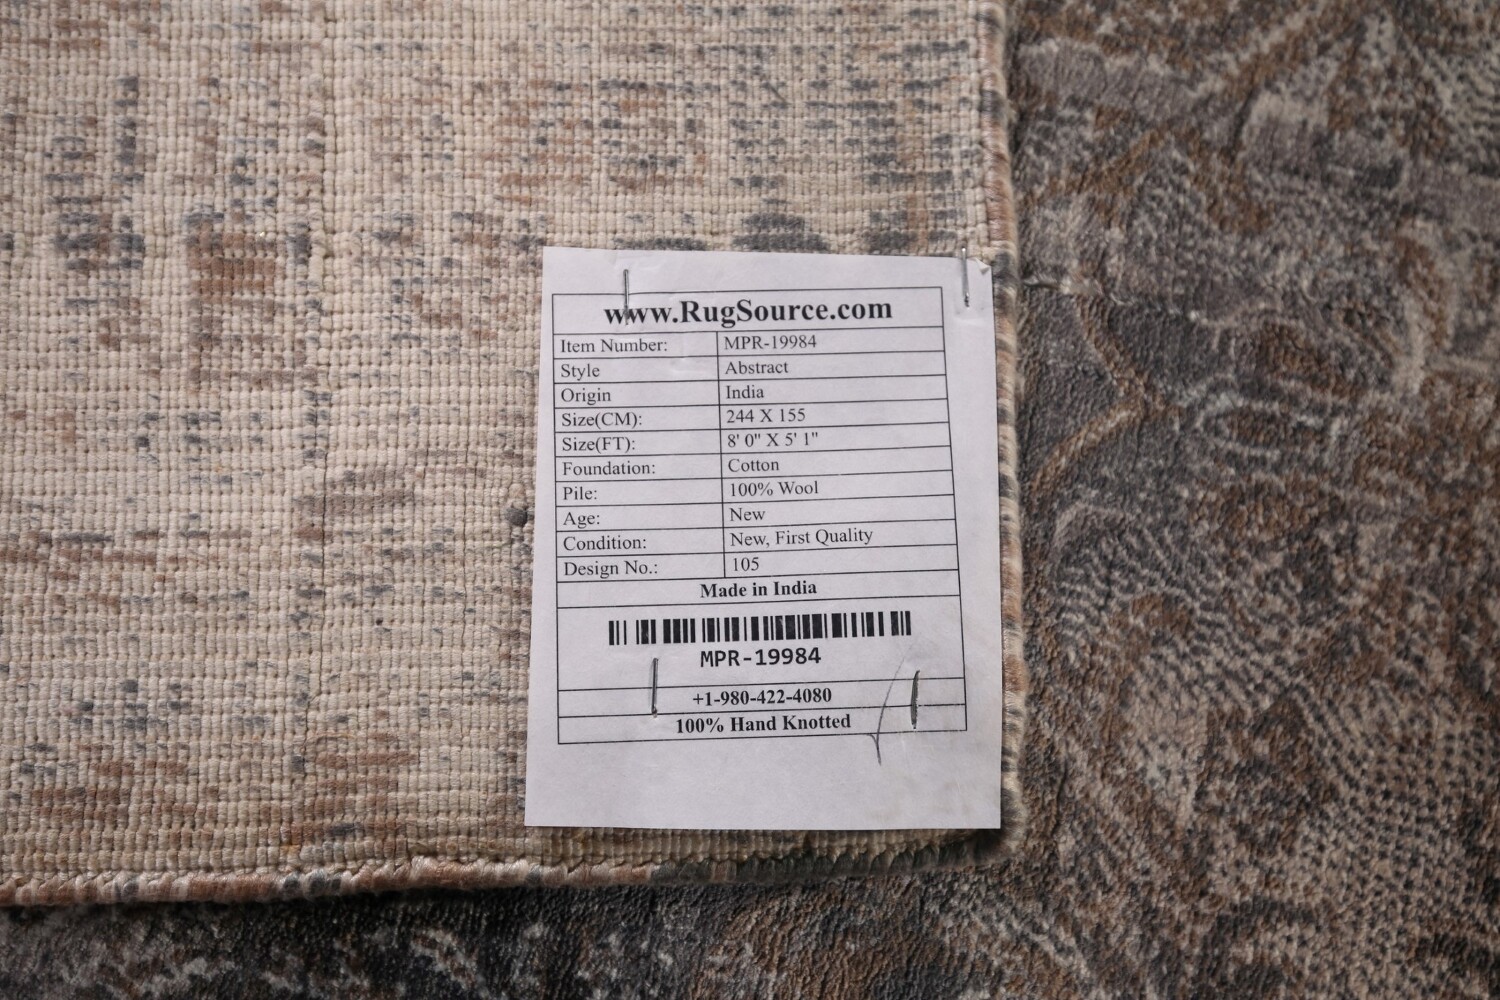 www.RugSource.com
Item Number: MPR-19984
Style Abstract
Origin India
Size(CM): 244 X 155
Size(FT): 8' 0" X 5' 1"
Foundation: Cotton
Pile: 100% Wool
Age: New
Condition: New, First Quality
Design No.: 105
Made in India
MPR-19984
+1-980-422-4080
100% Hand Knotted